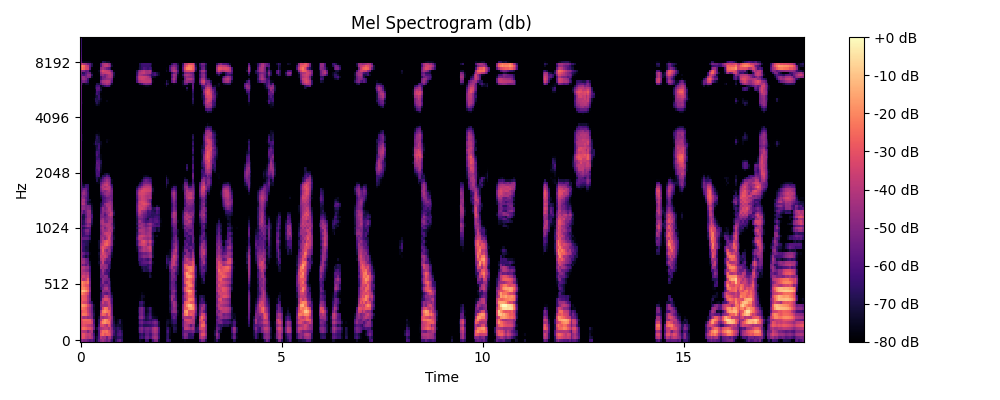 Mel Spectrogram (db)
+0 dB
8192
-10 dB
-20 dB
4096
-30 dB
2048
-40 dB
Hz
1024
-50 dB
-60 dB
512
-70 dB
0
-80 dB
0 5 10 15
Time